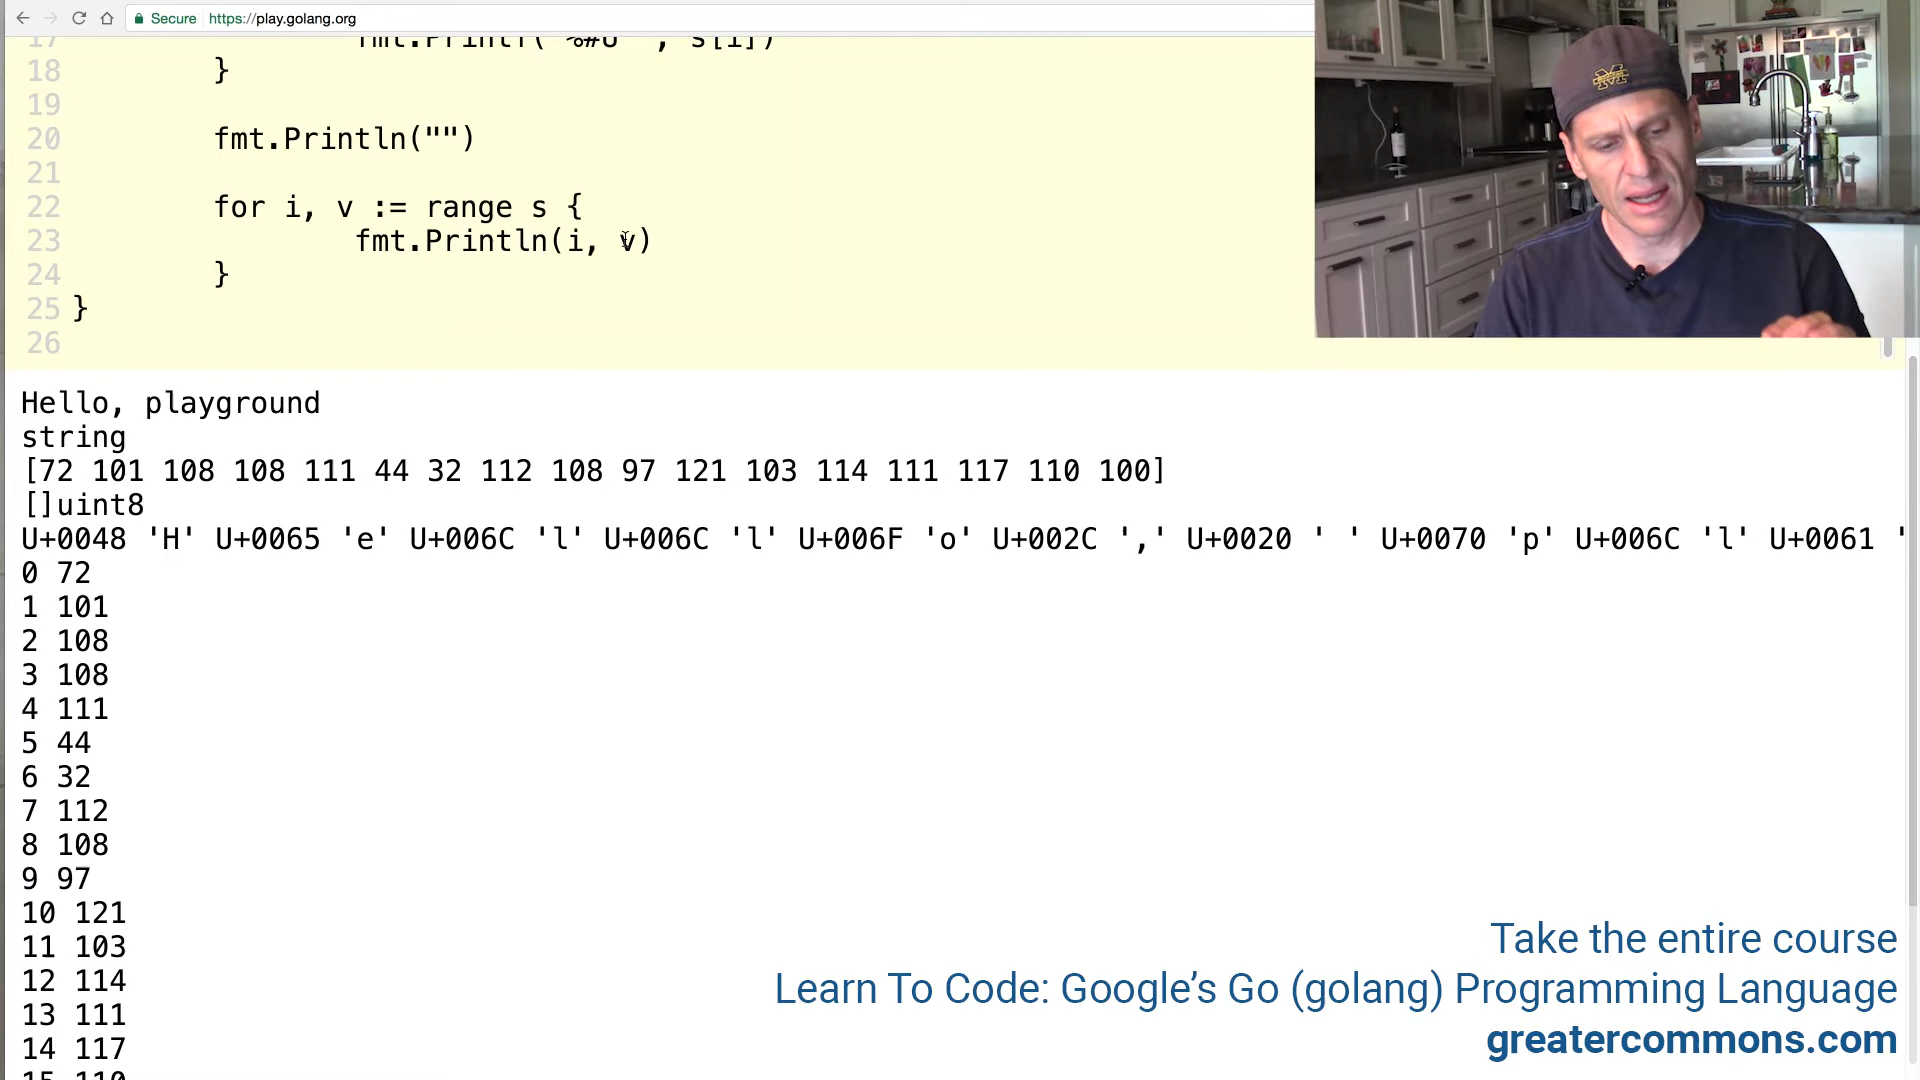 Secure https://play.golang.org
17 fmt.Printf("%#U ", s[i])
18 }
19
20 fmt.Println("")
21
22 for i, v := range s {
23 fmt.Println(i, v)
24 }
25 }
26
Hello, playground
string
[72 101 108 108 111 44 32 112 108 97 121 103 114 111 117 110 100]
[]uint8
U+0048 'H' U+0065 'e' U+006C 'l' U+006C 'l' U+006F 'o' U+002C ',' U+0020 ' ' U+0070 'p' U+006C 'l' U+0061 '
0 72
1 101
2 108
3 108
4 111
5 44
6 32
7 112
8 108
9 97
10 121
11 103
12 114
13 111
14 117
15 110
M
Take the entire course
Learn To Code: Google’s Go (golang) Programming Language
greatercommons.com